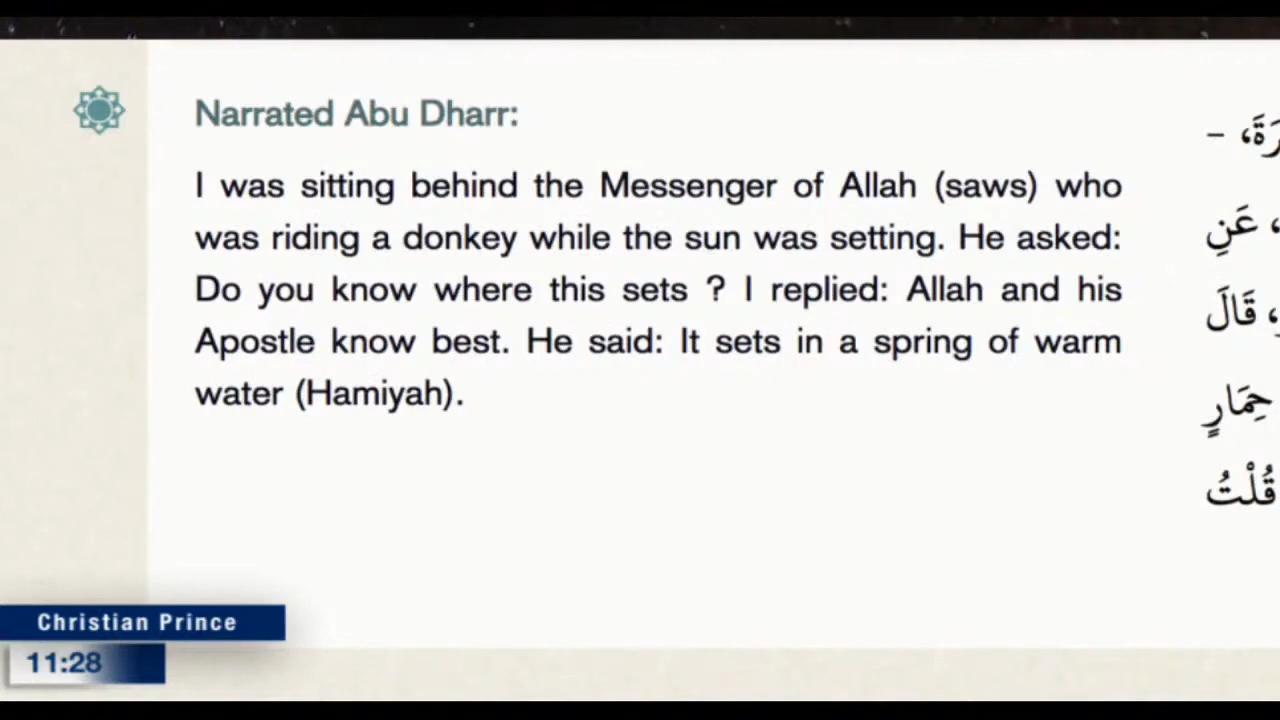 Narrated Abu Dharr:
I was sitting behind the Messenger of Allah (saws) who
was riding a donkey while the sun was setting. He asked:
Do you know where this sets ? I replied: Allah and his
Apostle know best. He said: It sets in a spring of warm
water (Hamiyah).
عَنِ
قَالَ
حِمَارٍ
قُلْتُ
Christian Prince
11:28